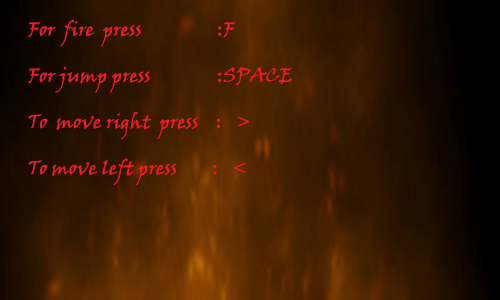 For fire press :F
For jump press :SPACE
To move right press : >
To move left press : <